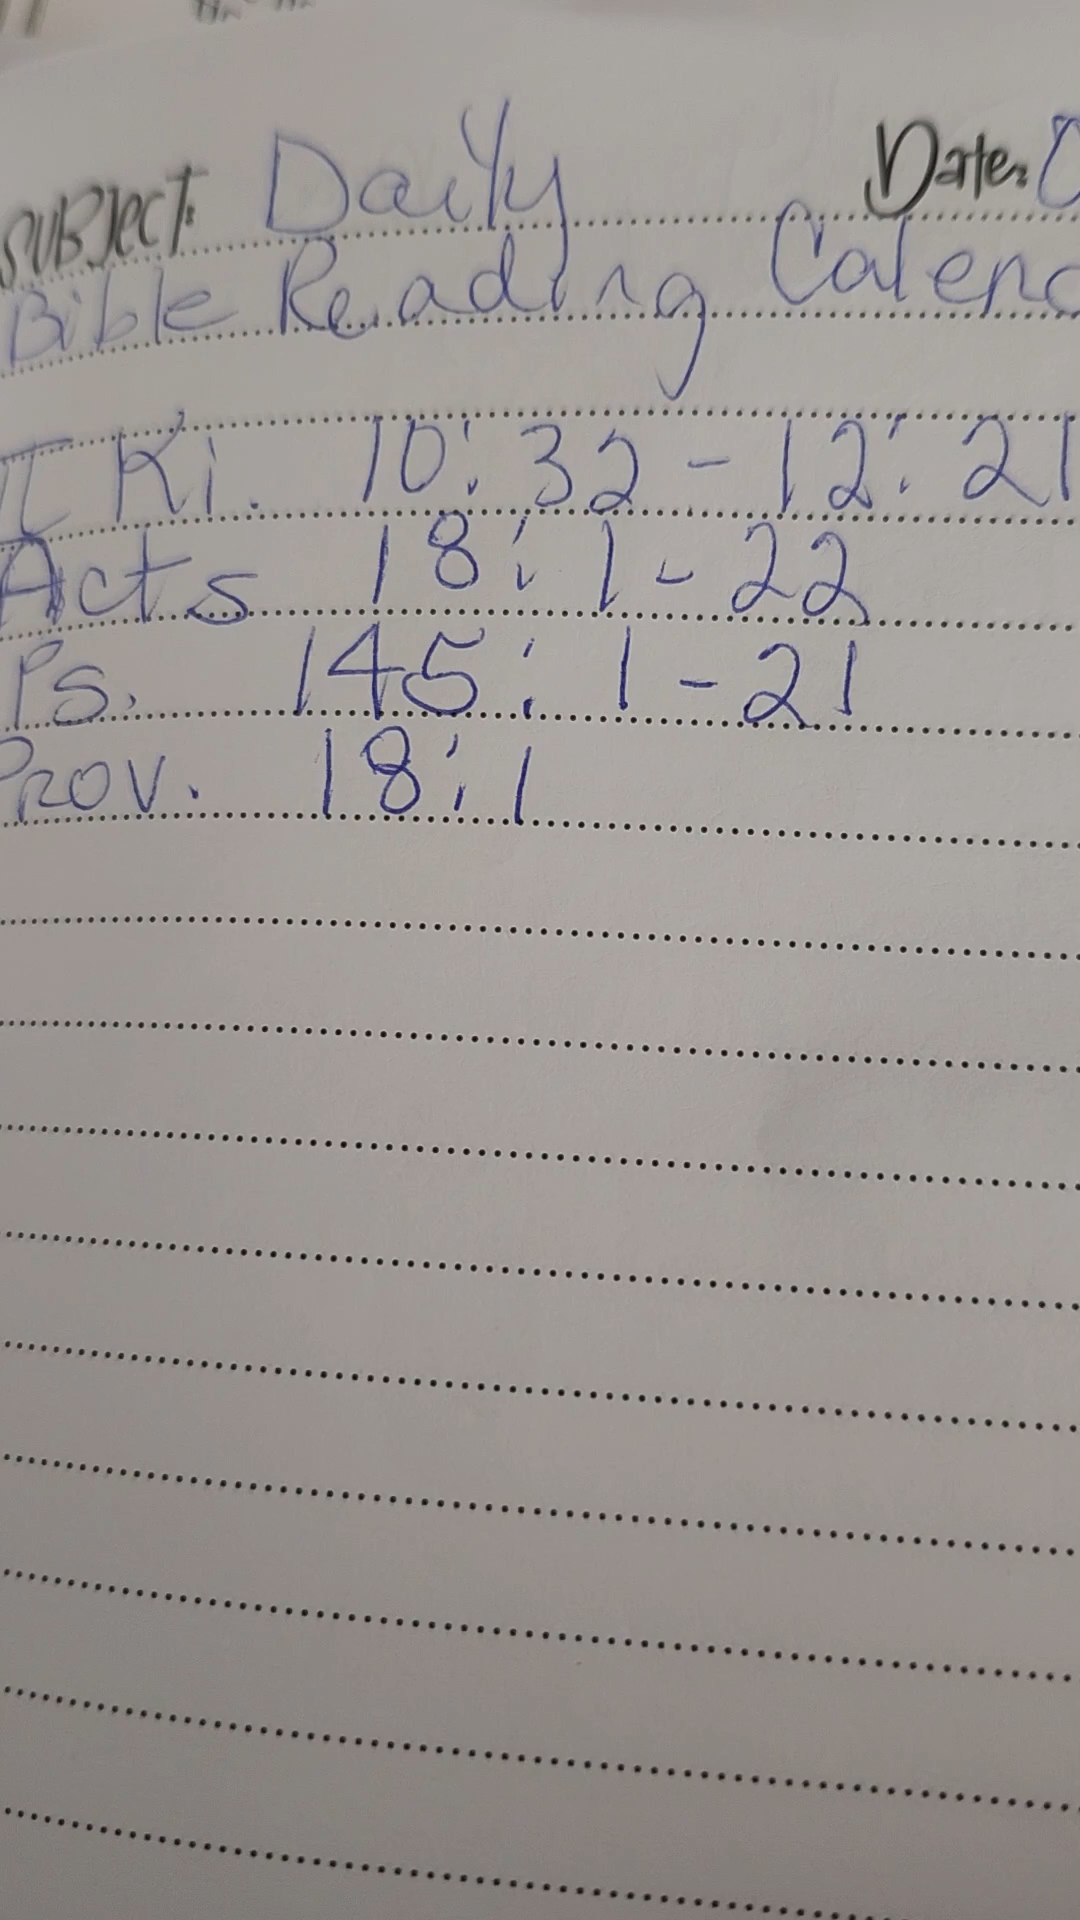 SUBJECT: Daily Date:
Bible Reading Calend
II Ki. 10:32-12:21
Acts 18:1-22
Ps. 145:1-21
Prov. 18:1